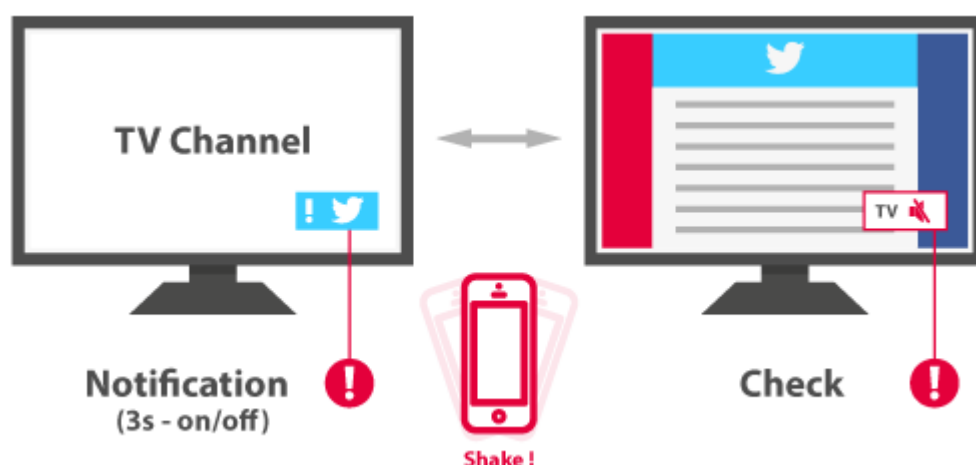 TV Channel
!
TV
Notification
(3s - on/off)
!
Check
!
Shake !